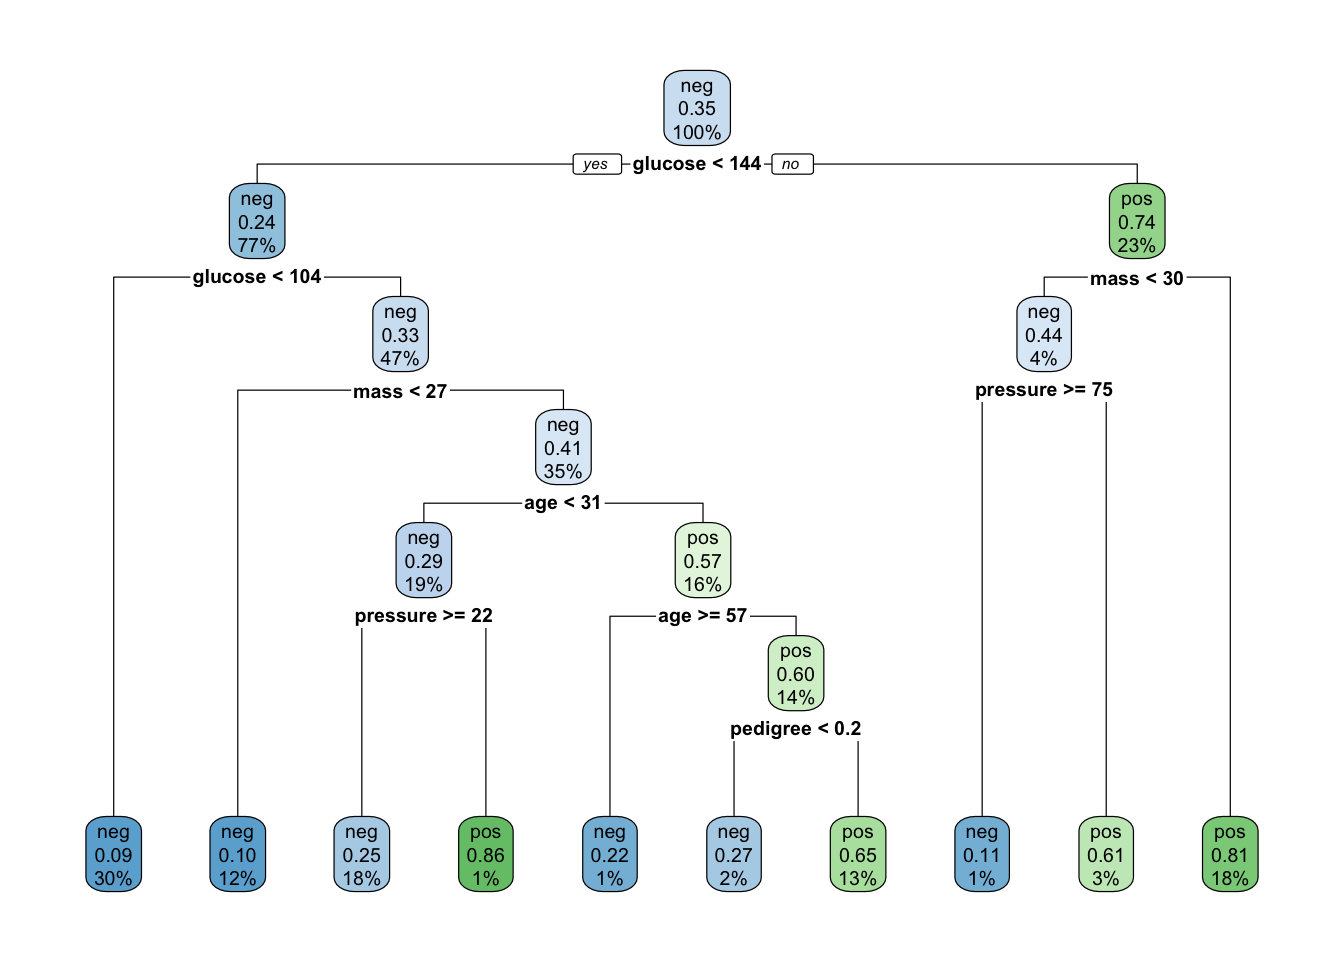 neg
0.35
100%
yes glucose < 144 no
neg
0.24
77%
pos
0.74
23%
glucose < 104
mass < 30
neg
0.33
47%
neg
0.44
4%
mass < 27
pressure >= 75
neg
0.41
35%
age < 31
neg
0.29
19%
pos
0.57
16%
pressure >= 22
age >= 57
pos
0.60
14%
pedigree < 0.2
neg
0.09
30%
neg
0.10
12%
neg
0.25
18%
pos
0.86
1%
neg
0.22
1%
neg
0.27
2%
pos
0.65
13%
neg
0.11
1%
pos
0.61
3%
pos
0.81
18%